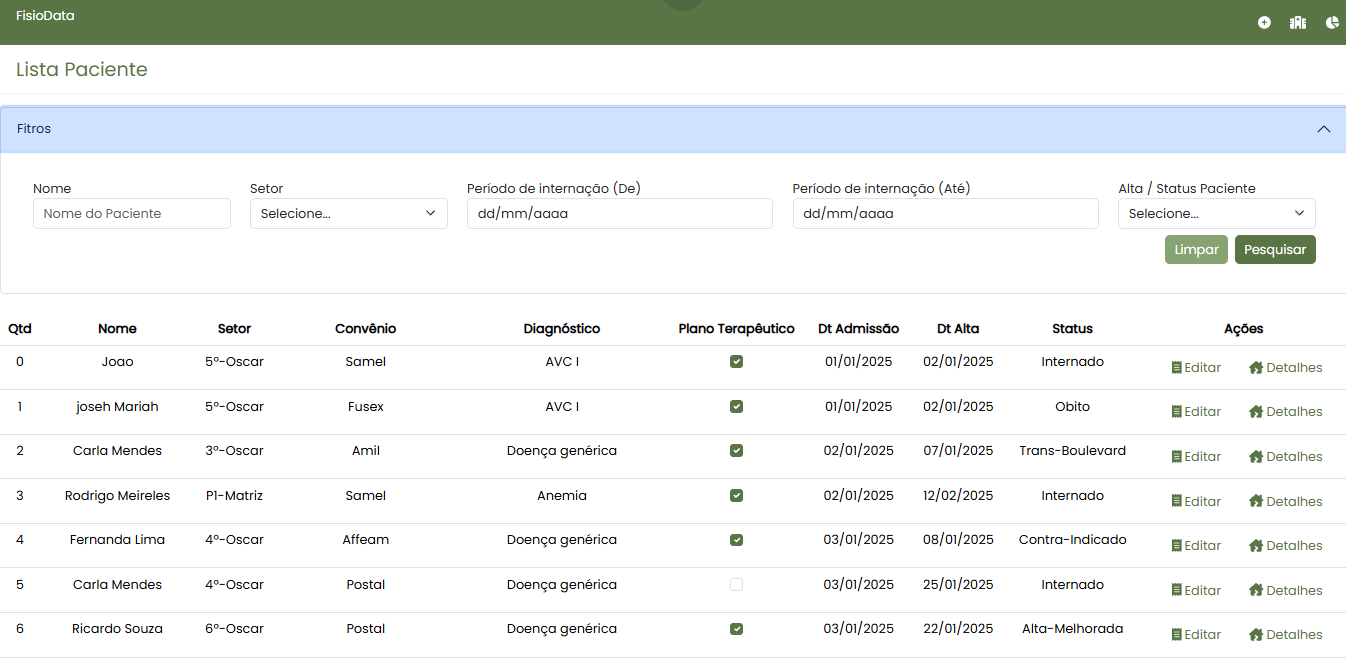 FisioData
Lista Paciente
Fitros
Nome Setor Período de internação (De) Período de internação (Até) Alta / Status Paciente
Nome do Paciente Selecione... dd/mm/aaaa dd/mm/aaaa Selecione...
Limpar Pesquisar
Qtd Nome Setor Convênio Diagnóstico Plano Terapêutico Dt Admissão Dt Alta Status Ações
0 Joao 5º-Oscar Samel AVC I 01/01/2025 02/01/2025 Internado Editar Detalhes
1 joseh Mariah 5º-Oscar Fusex AVC I 01/01/2025 02/01/2025 Obito Editar Detalhes
2 Carla Mendes 3º-Oscar Amil Doença genérica 02/01/2025 07/01/2025 Trans-Boulevard Editar Detalhes
3 Rodrigo Meireles P1-Matriz Samel Anemia 02/01/2025 12/02/2025 Internado Editar Detalhes
4 Fernanda Lima 4º-Oscar Affeam Doença genérica 03/01/2025 08/01/2025 Contra-Indicado Editar Detalhes
5 Carla Mendes 4º-Oscar Postal Doença genérica 03/01/2025 25/01/2025 Internado Editar Detalhes
6 Ricardo Souza 6º-Oscar Postal Doença genérica 03/01/2025 22/01/2025 Alta-Melhorada Editar Detalhes